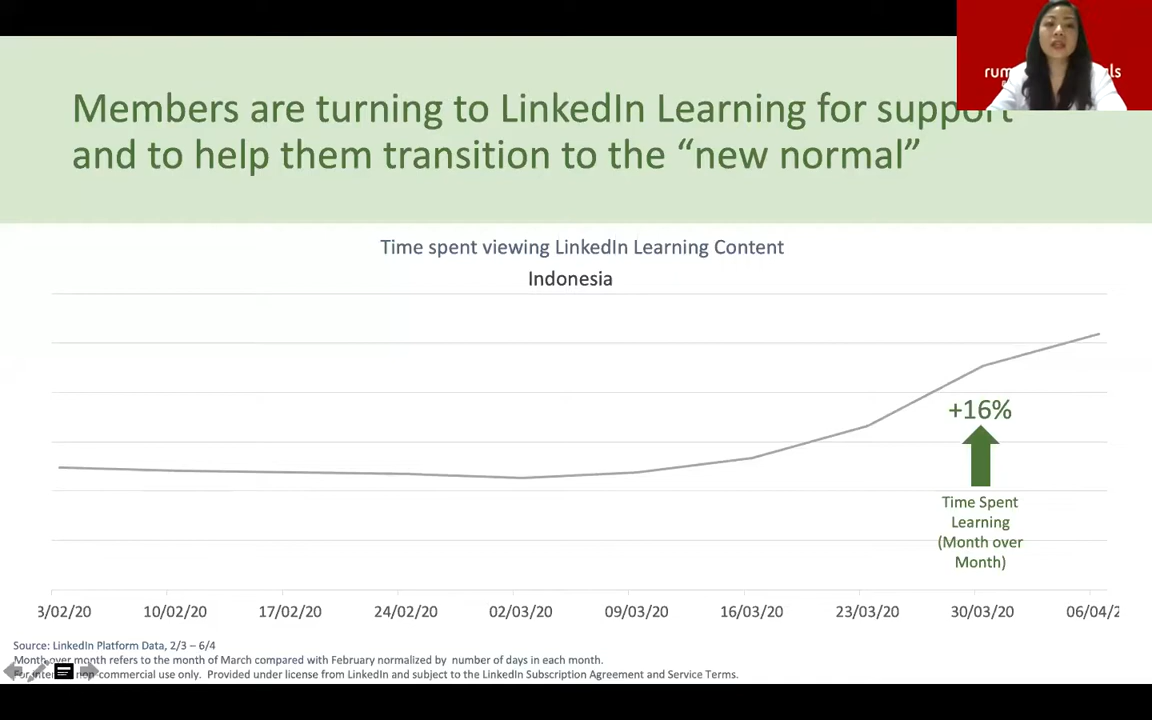 Members are turning to LinkedIn Learning for support
and to help them transition to the “new normal”
Time spent viewing LinkedIn Learning Content
Indonesia
+16%
Time Spent
Learning
(Month over
Month)
3/02/20 10/02/20 17/02/20 24/02/20 02/03/20 09/03/20 16/03/20 23/03/20 30/03/20 06/04/2
Source: LinkedIn Platform Data, 2/3 – 6/4
Month over month refers to the month of March compared with February normalized by number of days in each month.
commercial use only. Provided under license from LinkedIn and subject to the LinkedIn Subscription Agreement and Service Terms.